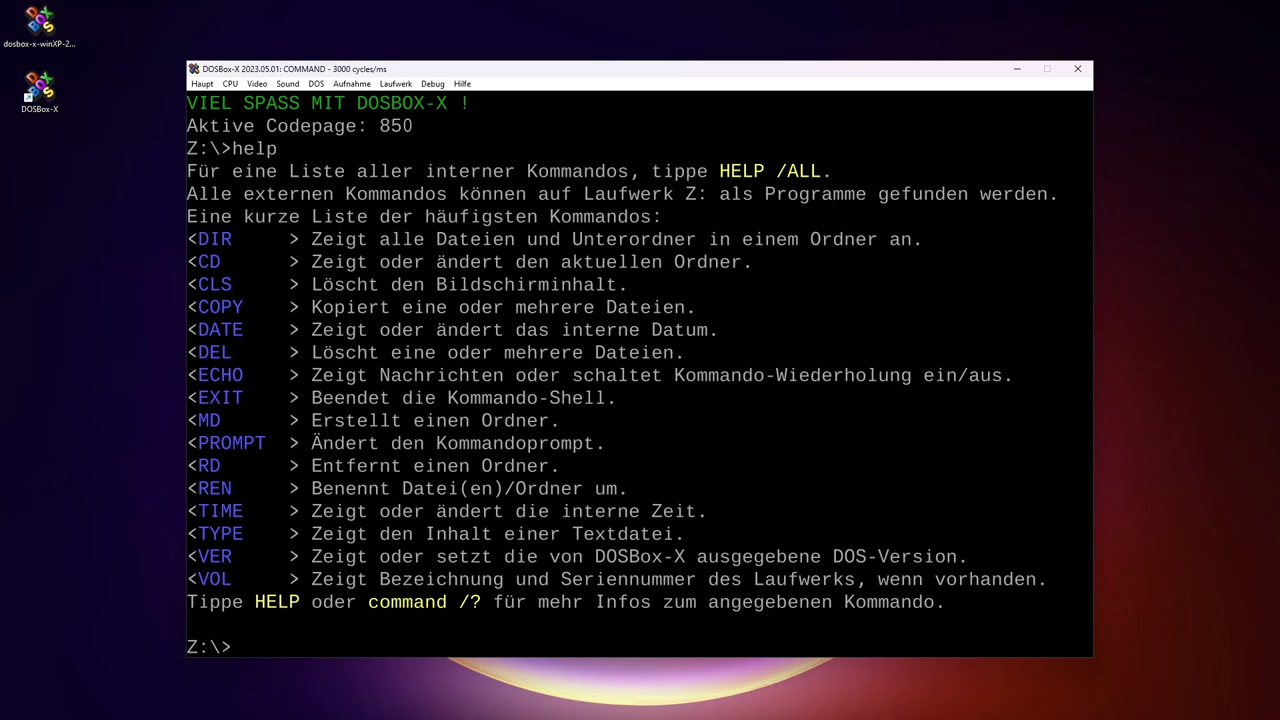 dosbox-x-winXP-2...
DOSBox-X
DOSBox-X 2023.05.01: COMMAND - 3000 cycles/ms
Haupt CPU Video Sound DOS Aufnahme Laufwerk Debug Hilfe
VIEL SPASS MIT DOSBOX-X !
Aktive Codepage: 850
Z:\>help
Für eine Liste aller interner Kommandos, tippe HELP /ALL.
Alle externen Kommandos können auf Laufwerk Z: als Programme gefunden werden.
Eine kurze Liste der häufigsten Kommandos:
<DIR     > Zeigt alle Dateien und Unterordner in einem Ordner an.
<CD      > Zeigt oder ändert den aktuellen Ordner.
<CLS     > Löscht den Bildschirminhalt.
<COPY    > Kopiert eine oder mehrere Dateien.
<DATE    > Zeigt oder ändert das interne Datum.
<DEL     > Löscht eine oder mehrere Dateien.
<ECHO    > Zeigt Nachrichten oder schaltet Kommando-Wiederholung ein/aus.
<EXIT    > Beendet die Kommando-Shell.
<MD      > Erstellt einen Ordner.
<PROMPT  > Ändert den Kommandoprompt.
<RD      > Entfernt einen Ordner.
<REN     > Benennt Datei(en)/Ordner um.
<TIME    > Zeigt oder ändert die interne Zeit.
<TYPE    > Zeigt den Inhalt einer Textdatei.
<VER     > Zeigt oder setzt die von DOSBox-X ausgegebene DOS-Version.
<VOL     > Zeigt Bezeichnung und Seriennummer des Laufwerks, wenn vorhanden.
Tippe HELP oder command /? für mehr Infos zum angegebenen Kommando.
Z:\>